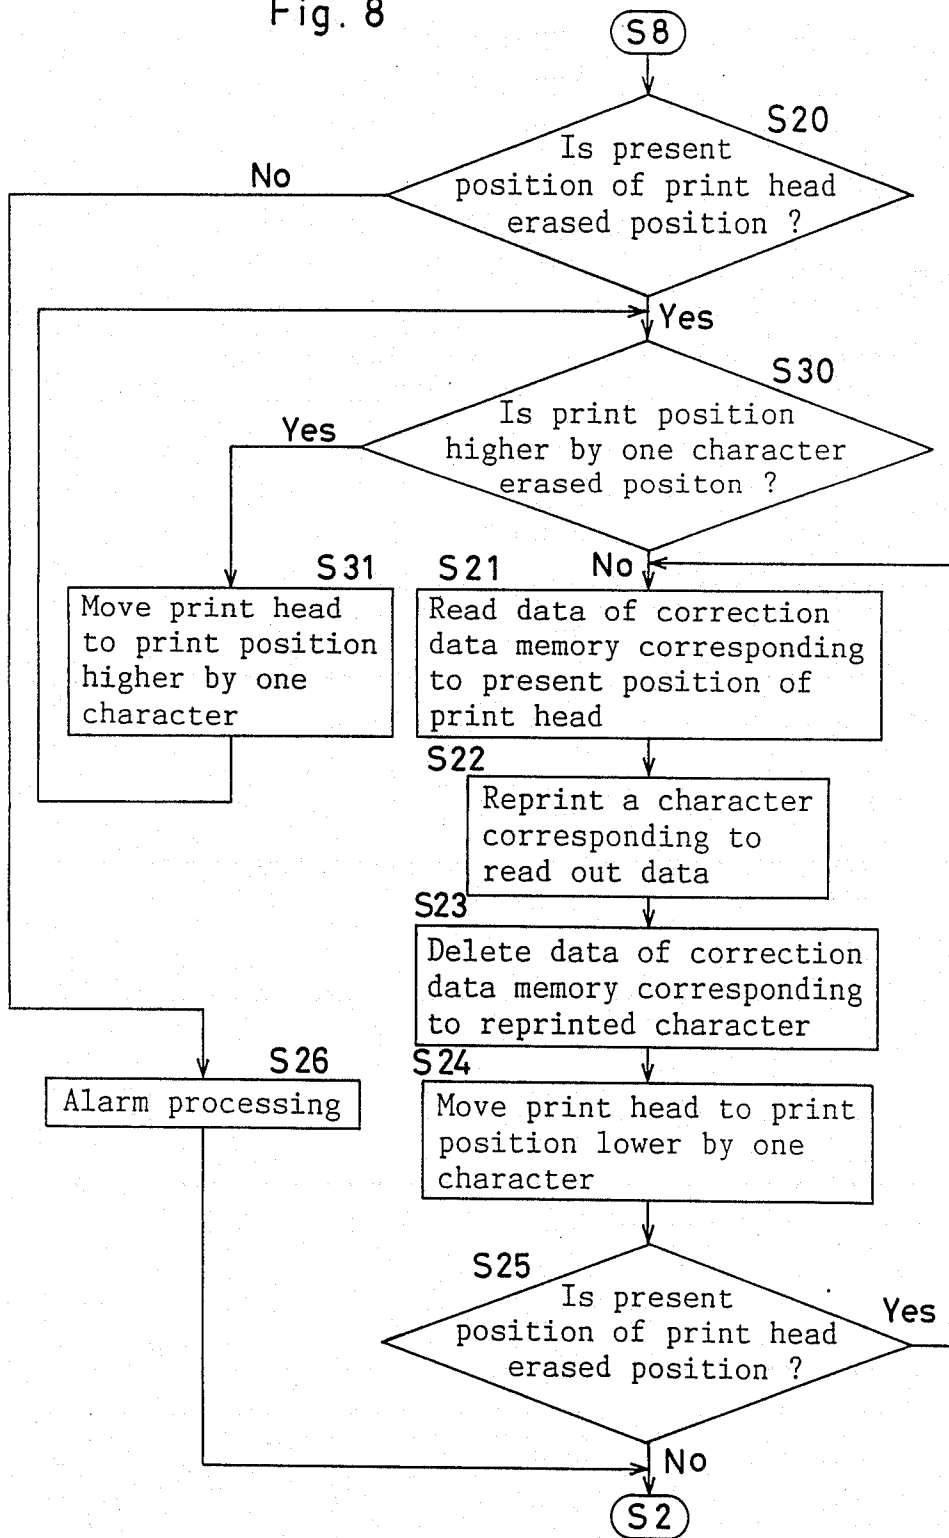 Fig. 8
S8
S20
Is present
position of print head
erased position ?
No
Yes
S30
Is print position
higher by one character
erased positon ?
Yes
No
S31
Move print head
to print position
higher by one
character
S21
Read data of correction
data memory corresponding
to present position of
print head
S22
Reprint a character
corresponding to
read out data
S23
Delete data of correction
data memory corresponding
to reprinted character
S26
Alarm processing
S24
Move print head to print
position lower by one
character
S25
Is present
position of print head
erased position ?
Yes
No
S2